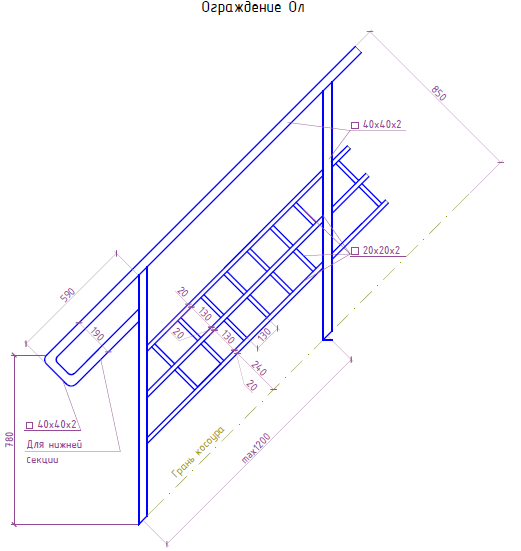 Ограждение Ол
850
□ 40x40x2
□ 20x20x2
590
190
20
130
20
130
130
240
20
780
□ 40x40x2
Для нижней
секции
Грань косоура
max1200